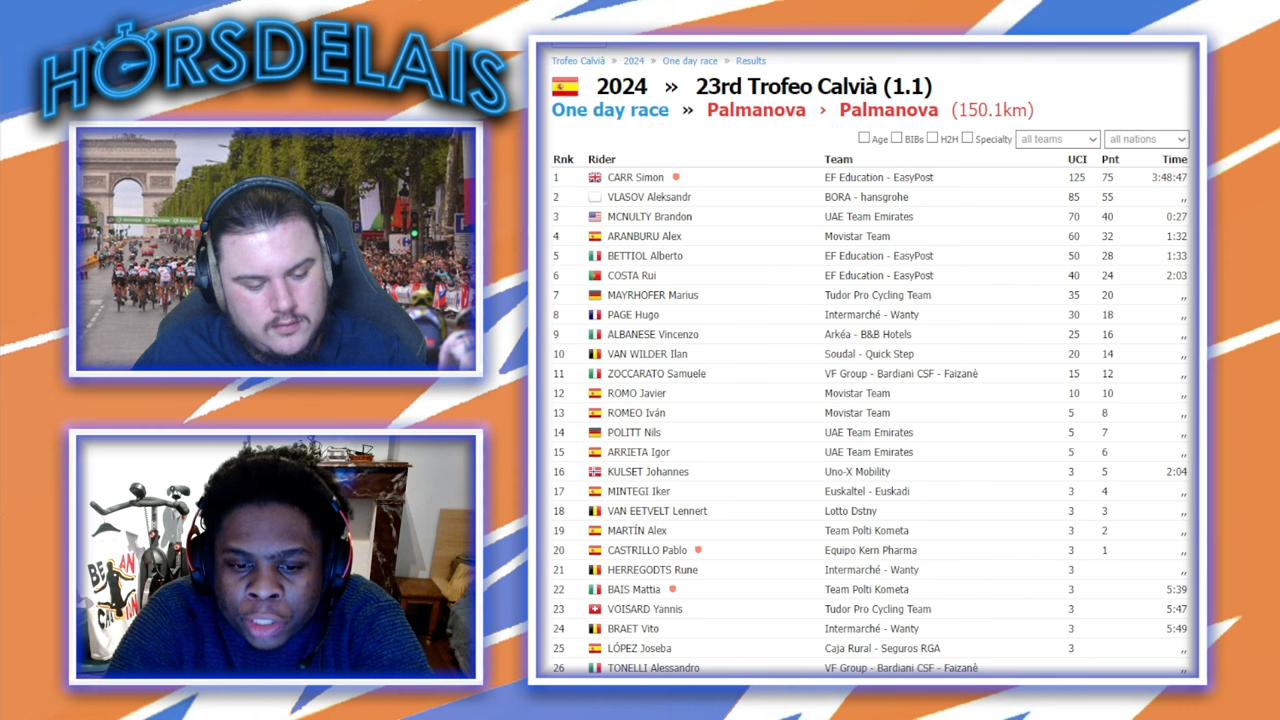 HORSDELAIS
Trofeo Calvià » 2024 » One day race » Results
2024 » 23rd Trofeo Calvià (1.1)
One day race » Palmanova › Palmanova (150.1km)
Age BIBs H2H Specialty all teams all nations
Rnk Rider Team UCI Pnt Time
1 CARR Simon EF Education - EasyPost 125 75 3:48:47
2 VLASOV Aleksandr BORA - hansgrohe 85 55 ,,
3 MCNULTY Brandon UAE Team Emirates 70 40 0:27
4 ARANBURU Alex Movistar Team 60 32 1:32
5 BETTIOL Alberto EF Education - EasyPost 50 28 1:33
6 COSTA Rui EF Education - EasyPost 40 24 2:03
7 MAYRHOFER Marius Tudor Pro Cycling Team 35 20 ,,
8 PAGE Hugo Intermarché - Wanty 30 18 ,,
9 ALBANESE Vincenzo Arkéa - B&B Hotels 25 16 ,,
10 VAN WILDER Ilan Soudal - Quick Step 20 14 ,,
11 ZOCCARATO Samuele VF Group - Bardiani CSF - Faizanè 15 12 ,,
12 ROMO Javier Movistar Team 10 10 ,,
13 ROMEO Iván Movistar Team 5 8 ,,
14 POLITT Nils UAE Team Emirates 5 7 ,,
15 ARRIETA Igor UAE Team Emirates 5 6 ,,
16 KULSET Johannes Uno-X Mobility 3 5 2:04
17 MINTEGI Iker Euskaltel - Euskadi 3 4 ,,
18 VAN EETVELT Lennert Lotto Dstny 3 3 ,,
19 MARTÍN Alex Team Polti Kometa 3 2 ,,
20 CASTRILLO Pablo Equipo Kern Pharma 3 1 ,,
21 HERREGODTS Rune Intermarché - Wanty 3 ,,
22 BAIS Mattia Team Polti Kometa 3 5:39
23 VOISARD Yannis Tudor Pro Cycling Team 3 5:47
24 BRAET Vito Intermarché - Wanty 3 5:49
25 LÓPEZ Joseba Caja Rural - Seguros RGA 3 ,,
26 TONELLI Alessandro VF Group - Bardiani CSF - Faizanè ,,